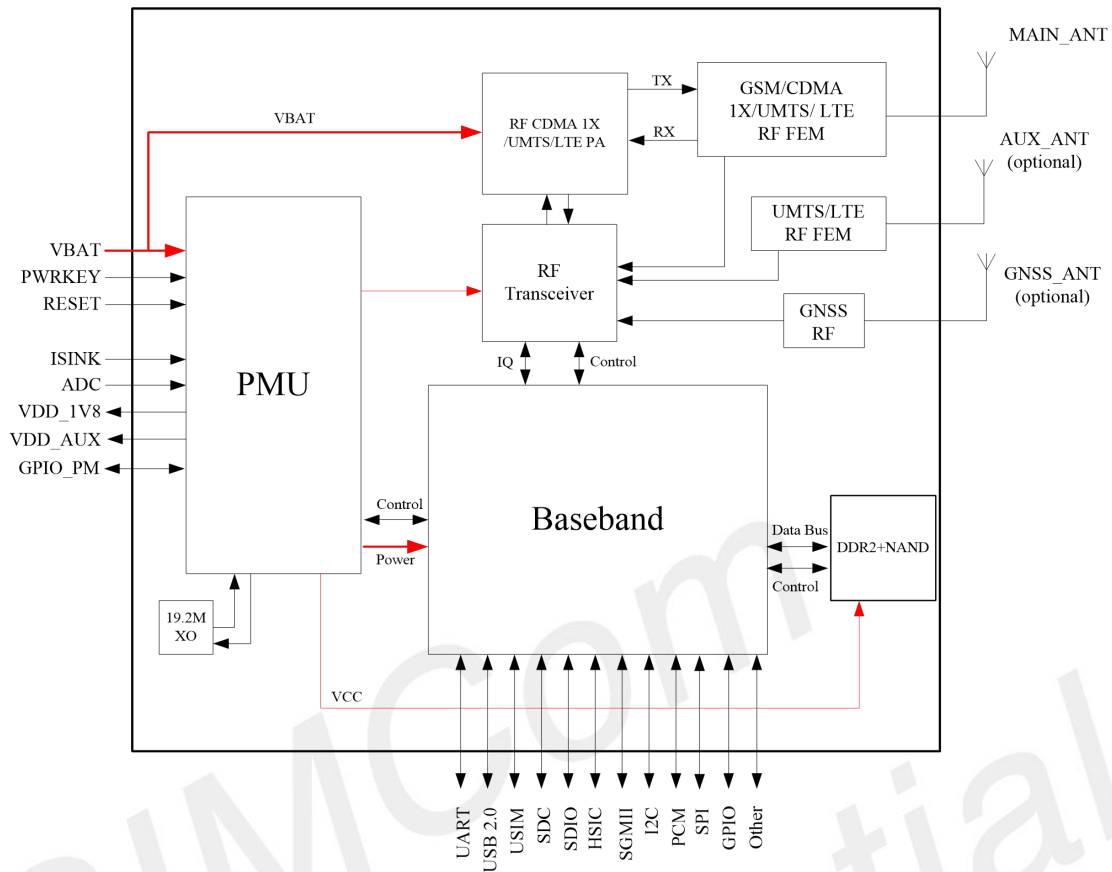 MAIN_ANT
TX
GSM/CDMA
1X/UMTS/ LTE
RF FEM
VBAT
RF CDMA 1X
/UMTS/LTE PA
RX
AUX_ANT
(optional)
UMTS/LTE
RF FEM
VBAT
PWRKEY
RESET
RF
Transceiver
GNSS_ANT
(optional)
GNSS
RF
ISINK
ADC
VDD_1V8
VDD_AUX
GPIO_PM
PMU
IQ
Control
Control
Power
Baseband
Data Bus
Control
DDR2+NAND
19.2M
XO
VCC
UART
USB 2.0
USIM
SDC
SDIO
HSIC
SGMII
I2C
PCM
SPI
GPIO
Other